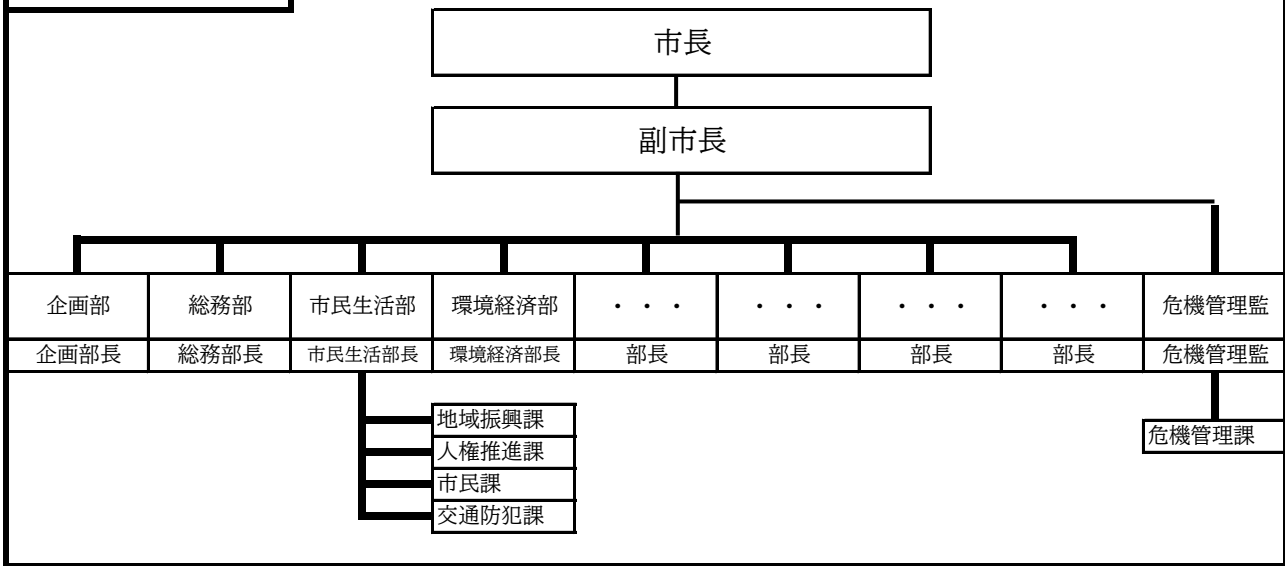 市長
副市長
企画部 総務部 市民生活部 環境経済部 ・・・ ・・・ ・・・ ・・・ 危機管理監
企画部長 総務部長 市民生活部長 環境経済部長 部長 部長 部長 部長 危機管理監
地域振興課
人権推進課
市民課
交通防犯課
危機管理課